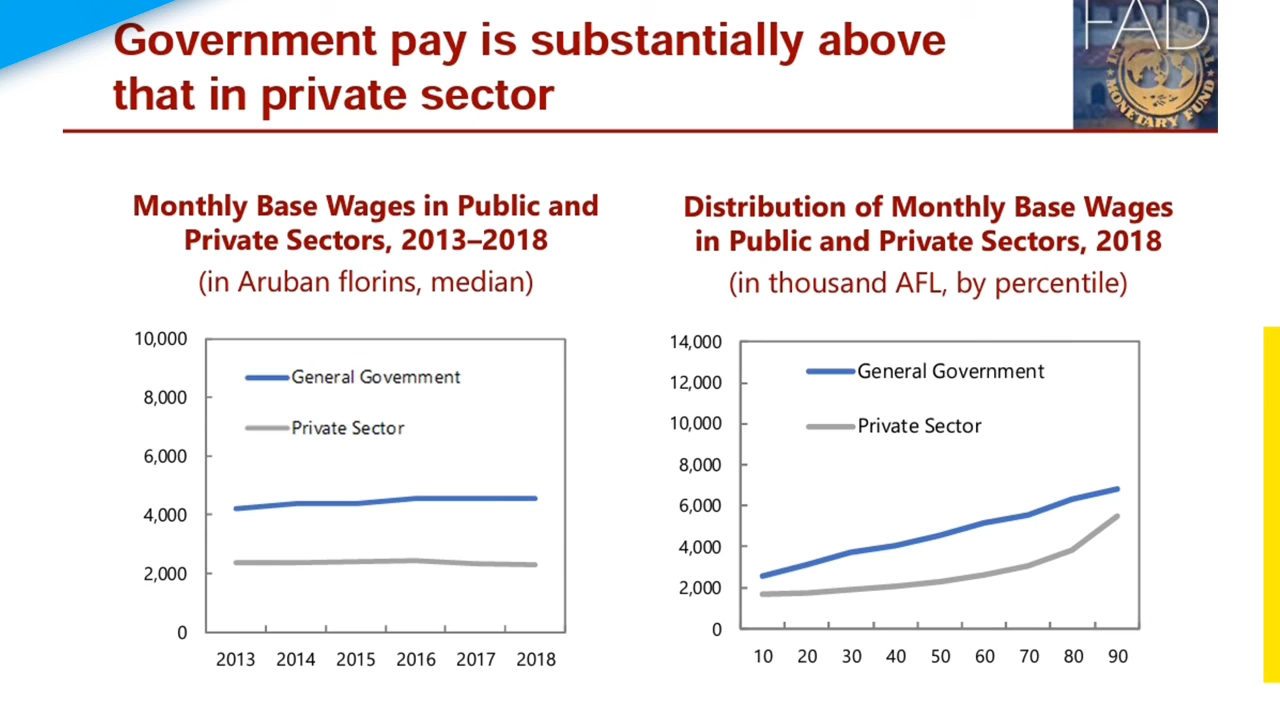 Government pay is substantially above
that in private sector
FAD
MONETARY FUND
Monthly Base Wages in Public and
Private Sectors, 2013–2018
(in Aruban florins, median)
10,000
8,000
6,000
4,000
2,000
0
General Government
Private Sector
2013 2014 2015 2016 2017 2018
Distribution of Monthly Base Wages
in Public and Private Sectors, 2018
(in thousand AFL, by percentile)
14,000
12,000
10,000
8,000
6,000
4,000
2,000
0
General Government
Private Sector
10 20 30 40 50 60 70 80 90